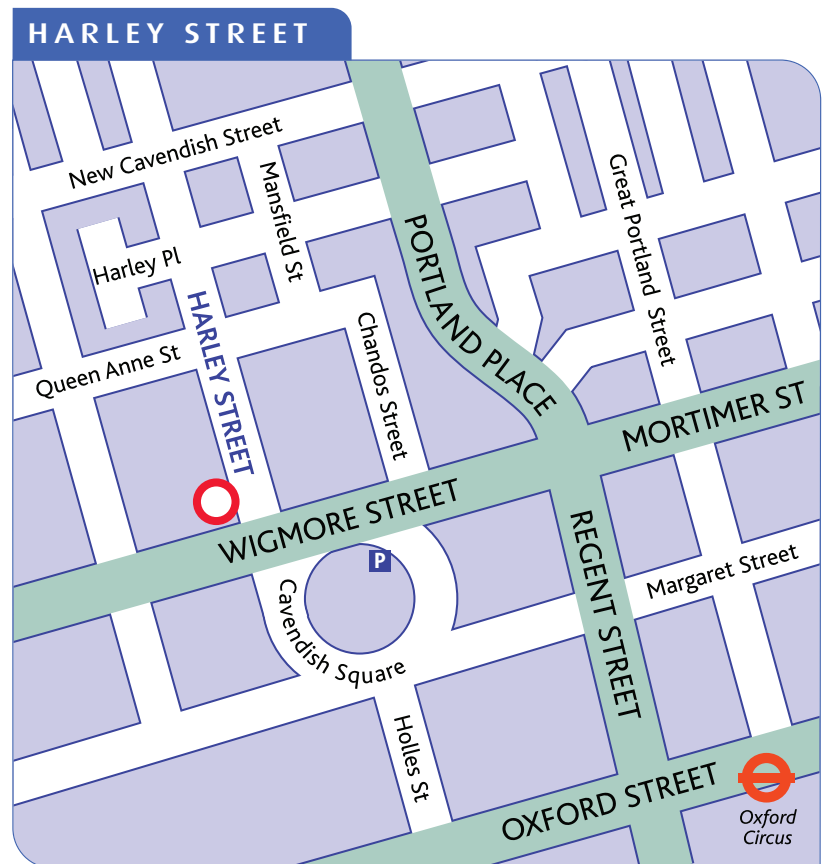 HARLEY STREET
New Cavendish Street
Mansfield St
Great Portland Street
Harley Pl
PORTLAND PLACE
HARLEY STREET
Chandos Street
Queen Anne St
MORTIMER ST
WIGMORE STREET
P
REGENT STREET
Margaret Street
Cavendish Square
Holles St
OXFORD STREET
Oxford
Circus